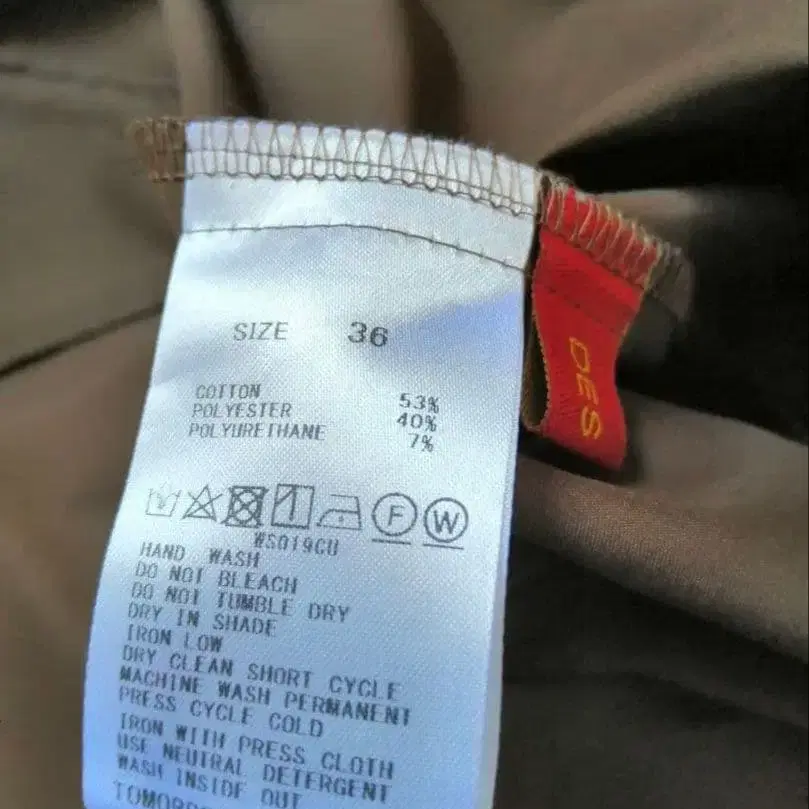 SIZE 36
COTTON 53%
POLYESTER 40%
POLYURETHANE 7%
F W
WS019CU
HAND WASH
DO NOT BLEACH
DO NOT TUMBLE DRY
DRY IN SHADE
IRON LOW
DRY CLEAN SHORT CYCLE
MACHINE WASH PERMANENT
PRESS CYCLE COLD
IRON WITH PRESS CLOTH
USE NEUTRAL DETERGENT
WASH INSIDE OUT
DES